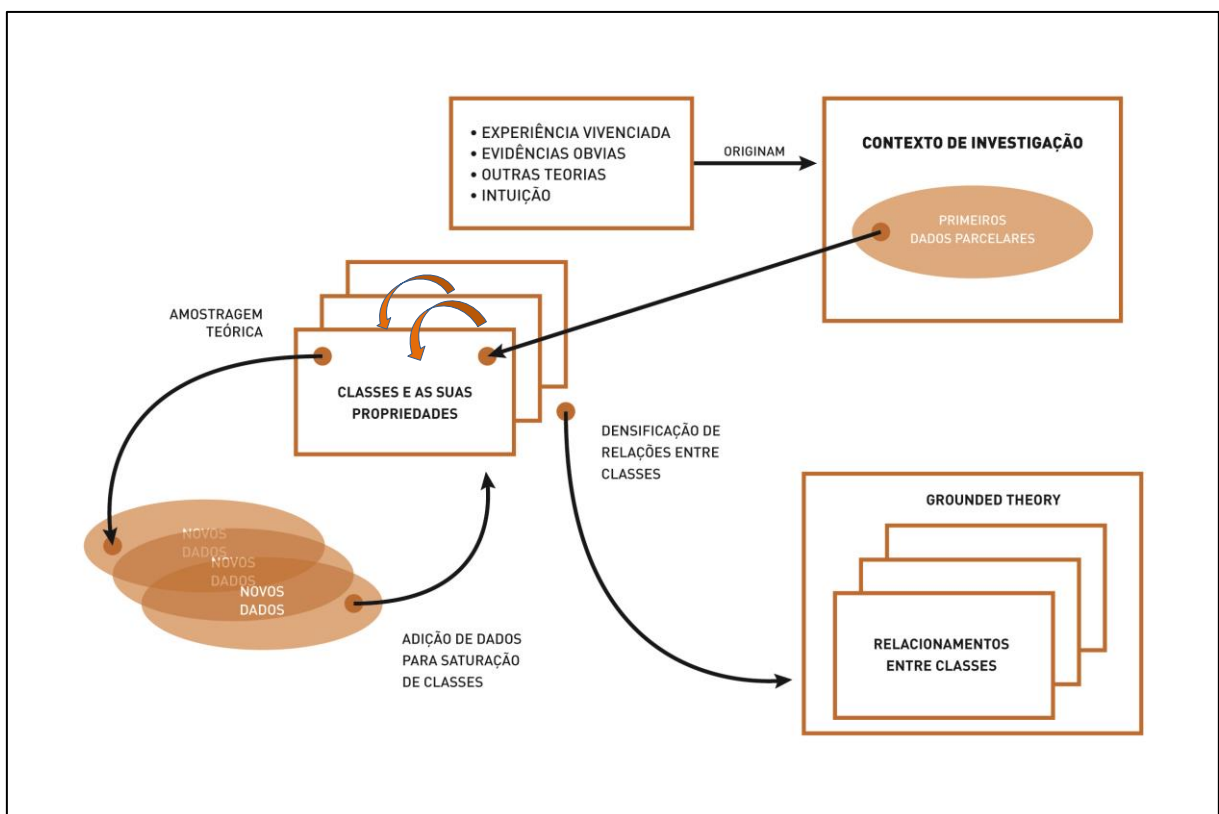 • EXPERIÊNCIA VIVENCIADA
• EVIDÊNCIAS OBVIAS
• OUTRAS TEORIAS
• INTUIÇÃO
ORIGINAM
CONTEXTO DE INVESTIGAÇÃO
PRIMEIROS
DADOS PARCELARES
AMOSTRAGEM
TEÓRICA
CLASSES E AS SUAS
PROPRIEDADES
DENSIFICAÇÃO DE
RELAÇÕES ENTRE
CLASSES
NOVOS
DADOS
NOVOS
DADOS
NOVOS
DADOS
ADIÇÃO DE DADOS
PARA SATURAÇÃO
DE CLASSES
GROUNDED THEORY
RELACIONAMENTOS
ENTRE CLASSES